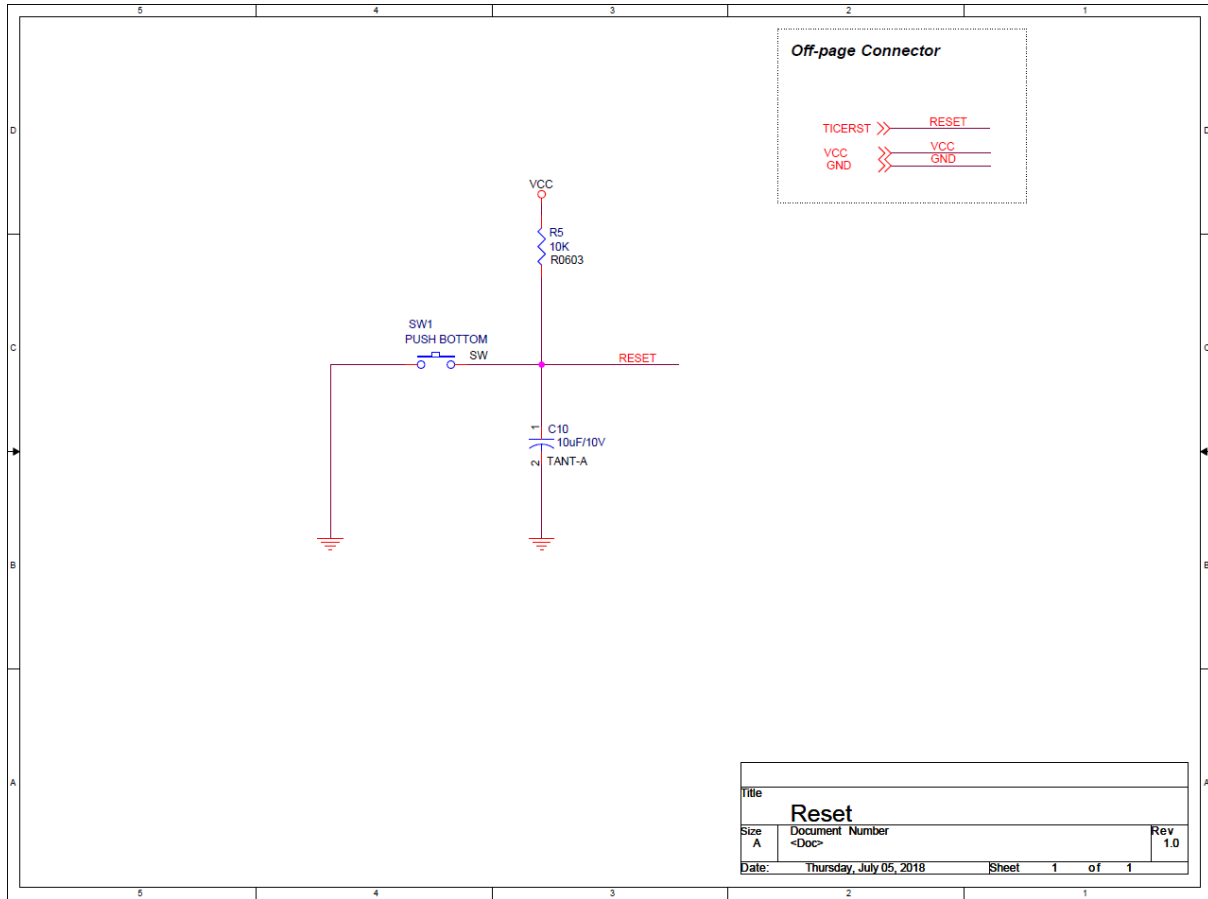 5 4 3 2 1
Off-page Connector
D D
TICERST RESET
VCC VCC
GND GND
VCC
R5
10K
R0603
SW1
PUSH BOTTOM
C C
SW
RESET
1 C10
10uF/10V
2 TANT-A
B B
A A
Title
Reset
Size Document Number Rev
A <Doc> 1.0
Date: Thursday, July 05, 2018 Sheet 1 of 1
5 4 3 2 1